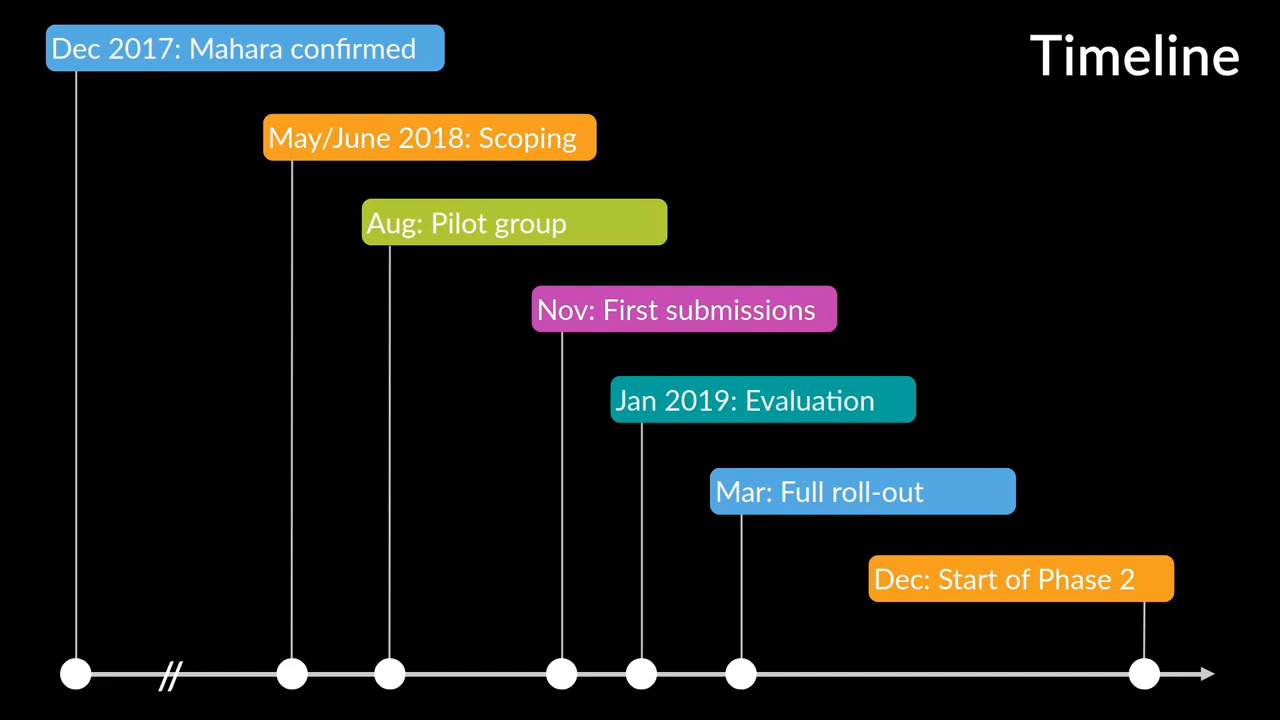 Timeline
Dec 2017: Mahara confirmed
May/June 2018: Scoping
Aug: Pilot group
Nov: First submissions
Jan 2019: Evaluation
Mar: Full roll-out
Dec: Start of Phase 2
//